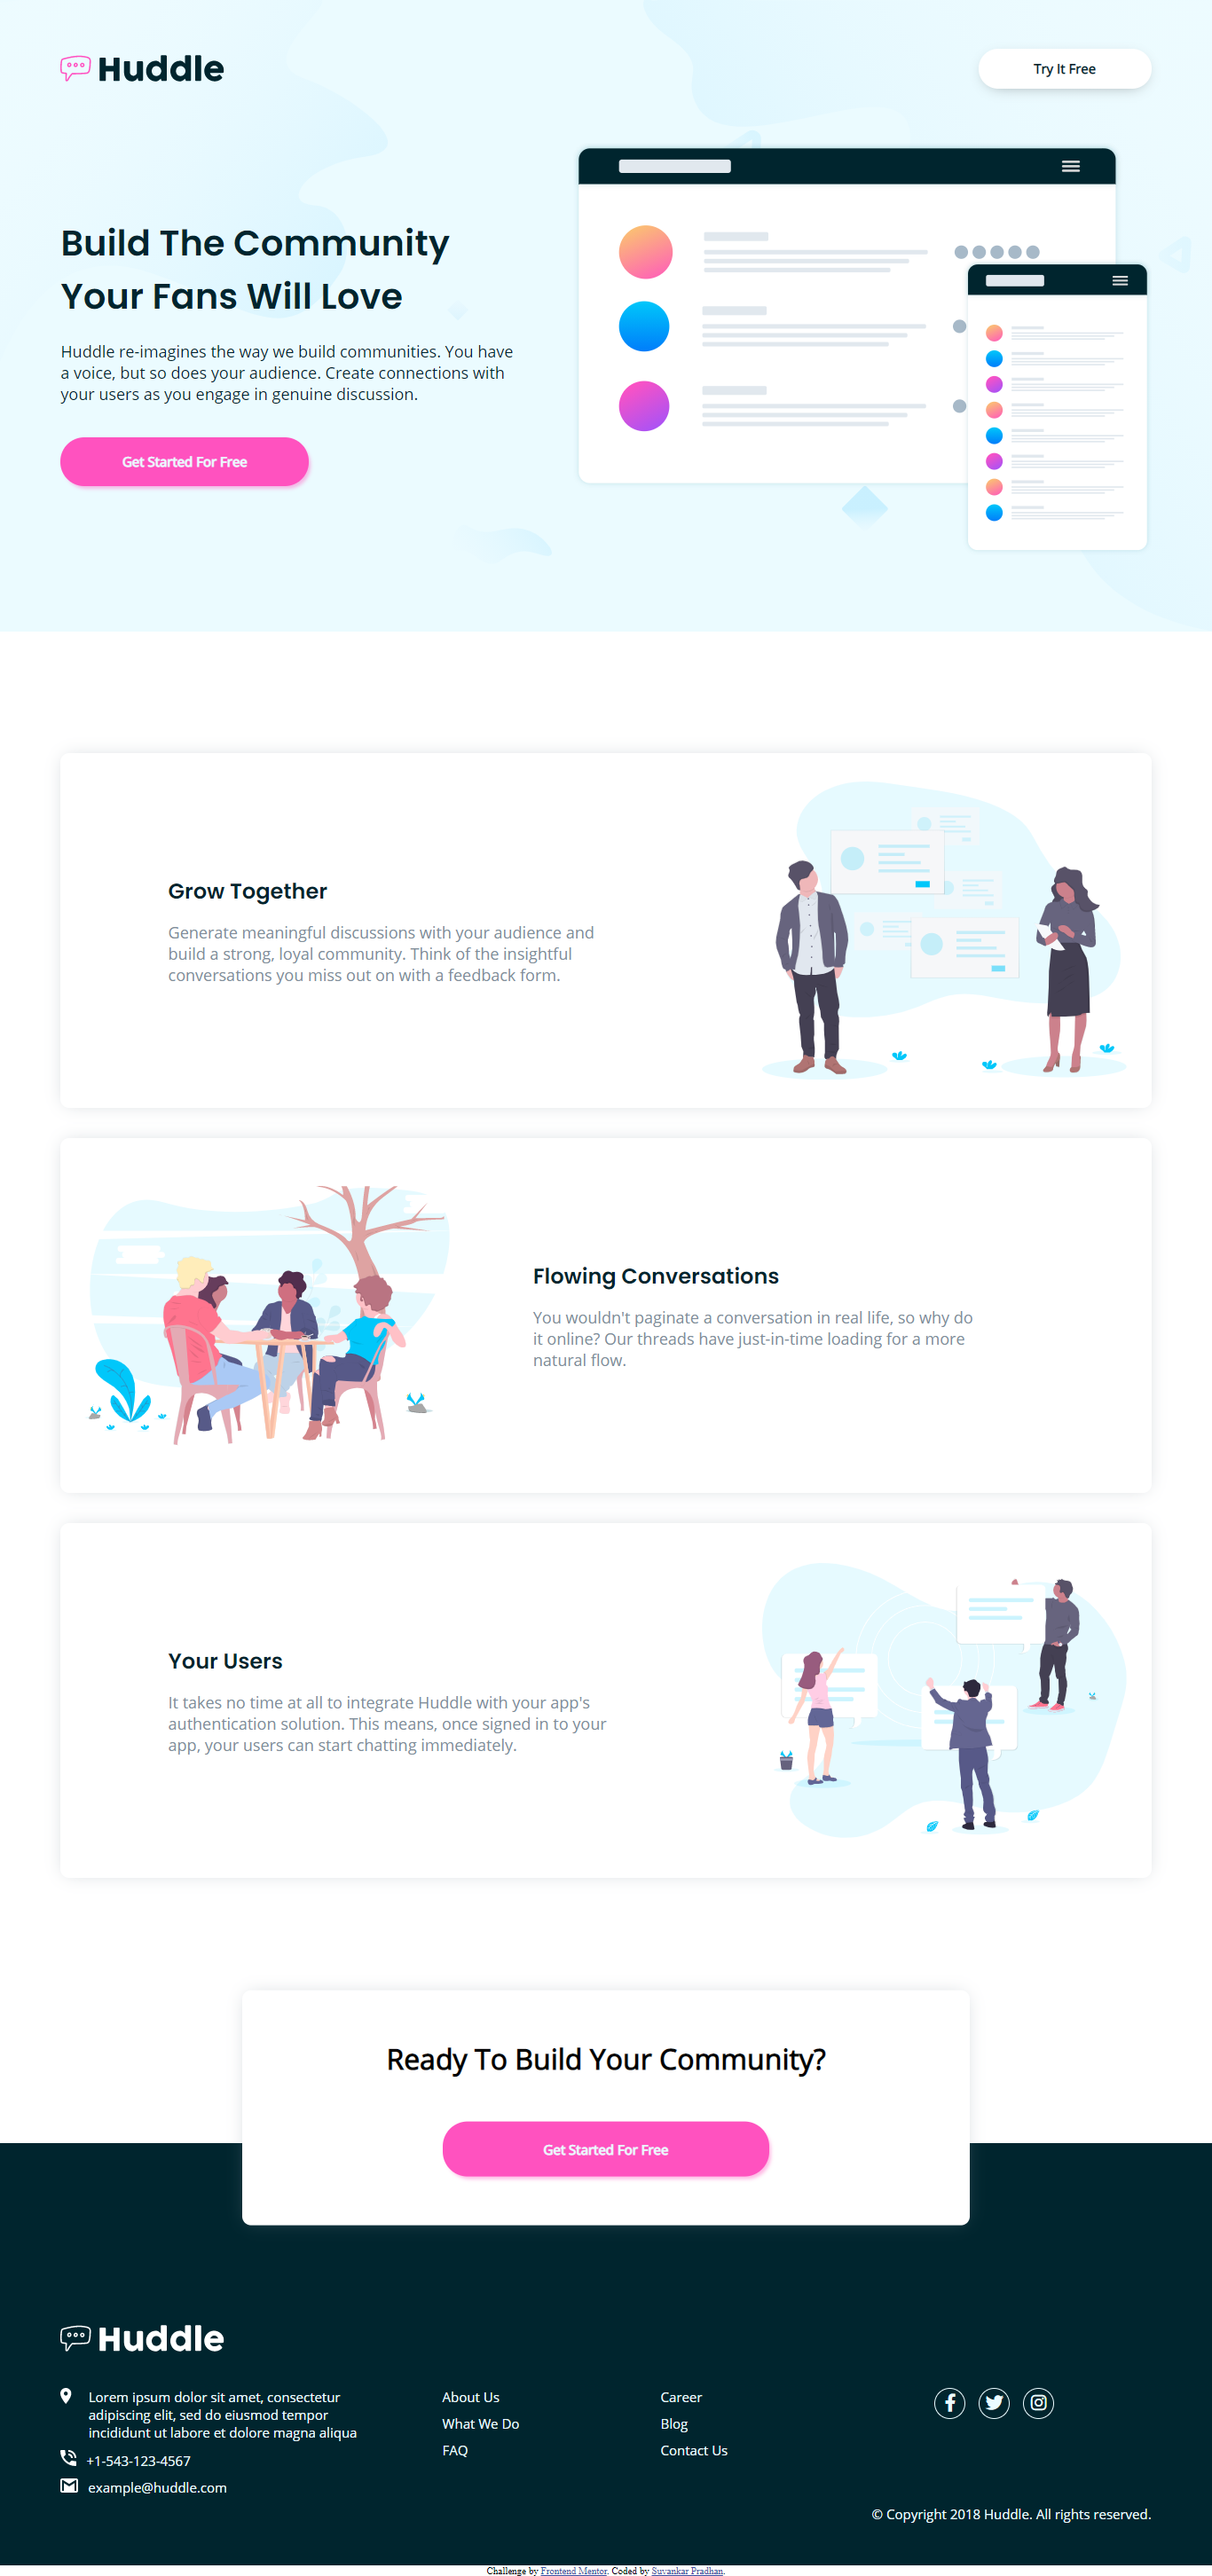 Huddle
Try It Free
Build The Community
Your Fans Will Love
Huddle re-imagines the way we build communities. You have
a voice, but so does your audience. Create connections with
your users as you engage in genuine discussion.
Get Started For Free
Grow Together
Generate meaningful discussions with your audience and
build a strong, loyal community. Think of the insightful
conversations you miss out on with a feedback form.
Flowing Conversations
You wouldn't paginate a conversation in real life, so why do
it online? Our threads have just-in-time loading for a more
natural flow.
Your Users
It takes no time at all to integrate Huddle with your app's
authentication solution. This means, once signed in to your
app, your users can start chatting immediately.
Ready To Build Your Community?
Get Started For Free
Huddle
Lorem ipsum dolor sit amet, consectetur
adipiscing elit, sed do eiusmod tempor
incididunt ut labore et dolore magna aliqua
+1-543-123-4567
example@huddle.com
About Us
What We Do
FAQ
Career
Blog
Contact Us
© Copyright 2018 Huddle. All rights reserved.
Challenge by Frontend Mentor. Coded by Suvankar Pradhan.